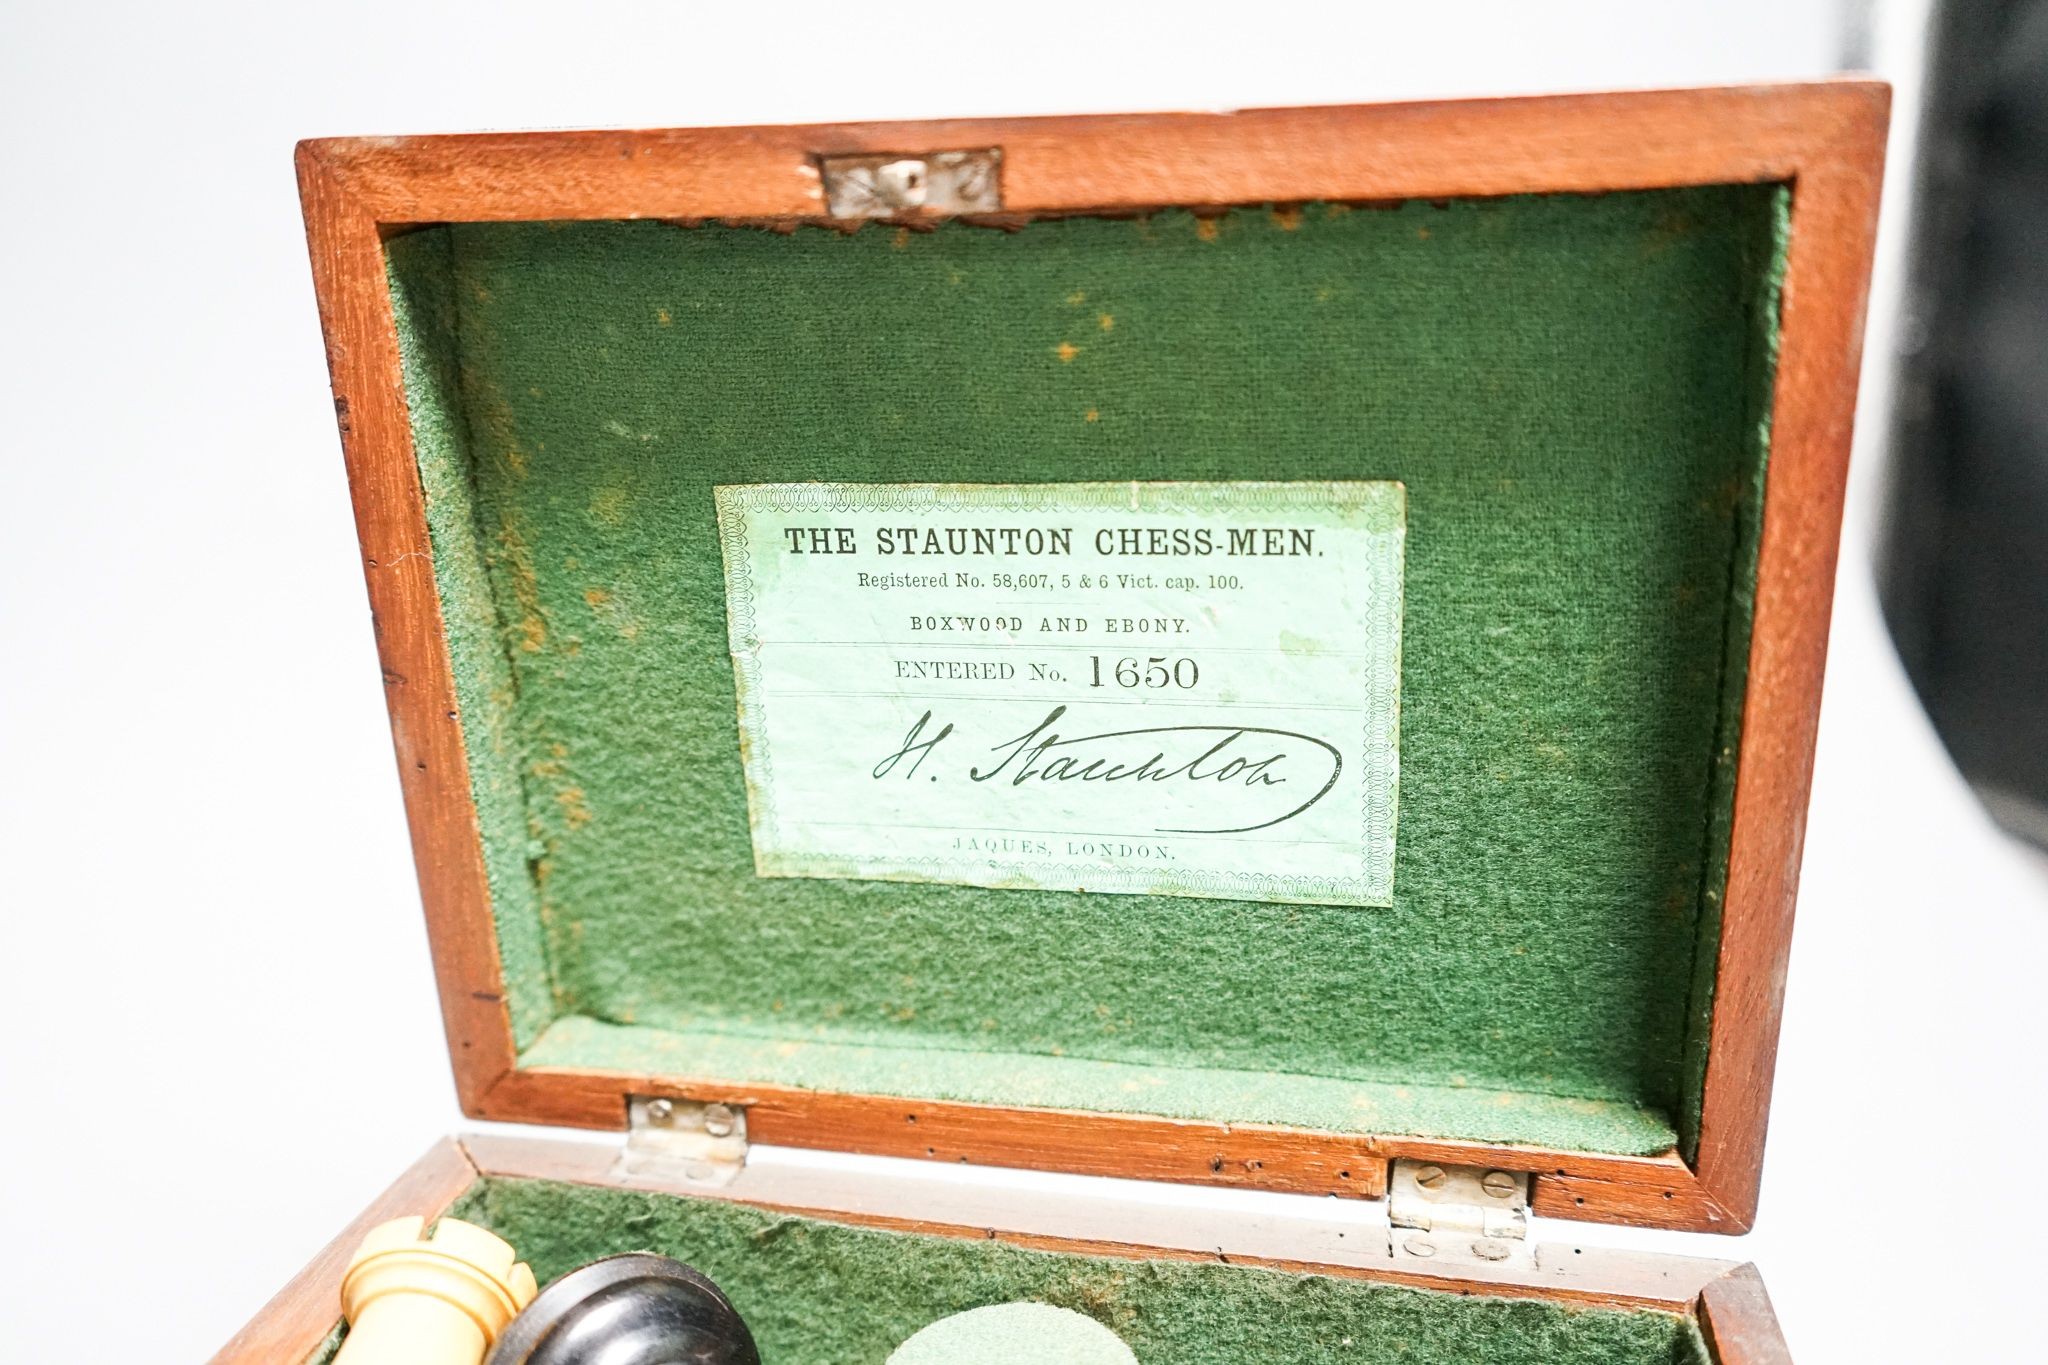 THE STAUNTON CHESS-MEN.
Registered No. 58,607, 5 & 6 Vict. cap. 100.
BOXWOOD AND EBONY.
ENTERED No. 1650
H. Staunton
JAQUES, LONDON.